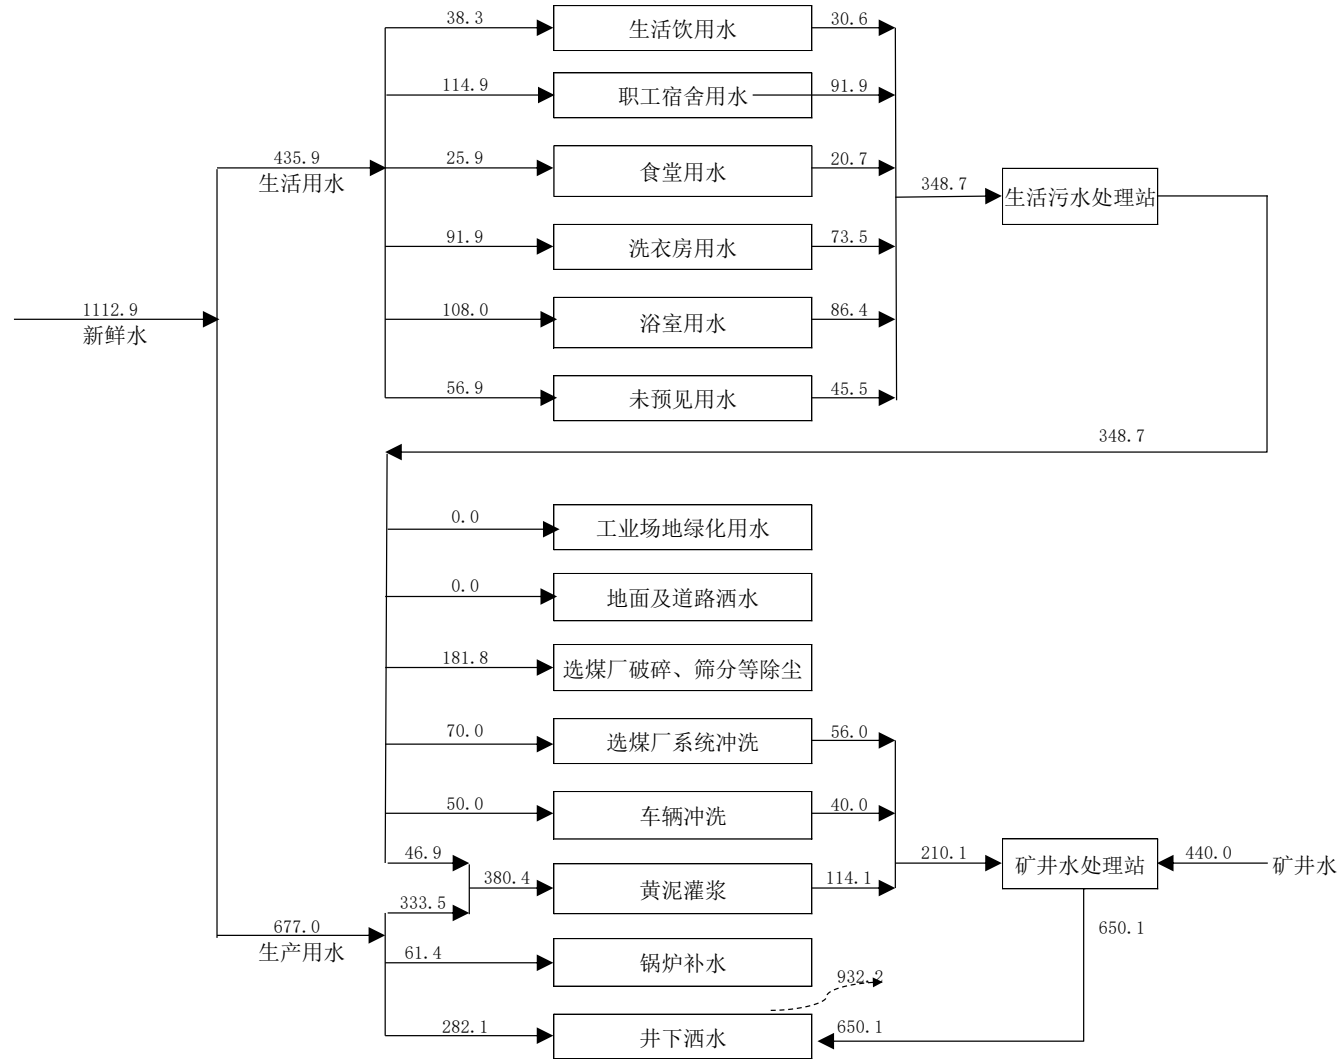 38.3
生活饮用水
30.6
114.9
职工宿舍用水
91.9
435.9
生活用水
25.9
食堂用水
20.7
348.7
生活污水处理站
91.9
洗衣房用水
73.5
1112.9
新鲜水
108.0
浴室用水
86.4
56.9
未预见用水
45.5
348.7
0.0
工业场地绿化用水
0.0
地面及道路洒水
181.8
选煤厂破碎、筛分等除尘
70.0
选煤厂系统冲洗
56.0
50.0
车辆冲洗
40.0
46.9
380.4
黄泥灌浆
114.1
210.1
矿井水处理站
440.0
矿井水
333.5
677.0
生产用水
650.1
61.4
锅炉补水
932.2
282.1
井下洒水
650.1